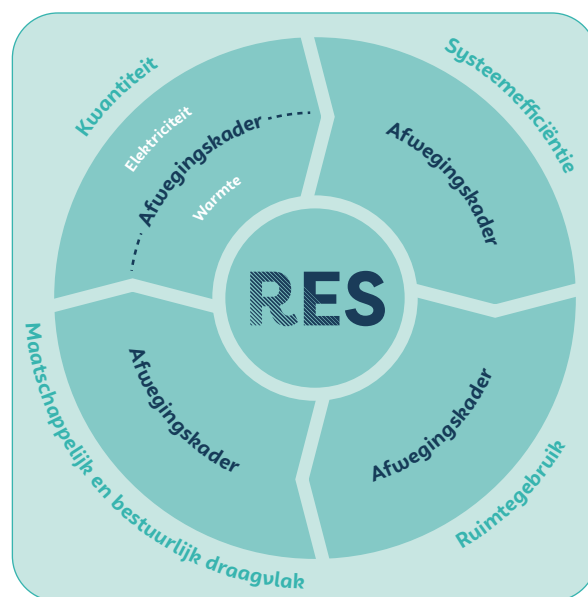 Kwantiteit
Elektriciteit
Afwegingskader
Warmte
Systeemefficiëntie
Afwegingskader
RES
Maatschappelijk en bestuurlijk draagvlak
Afwegingskader
Afwegingskader
Ruimtegebruik